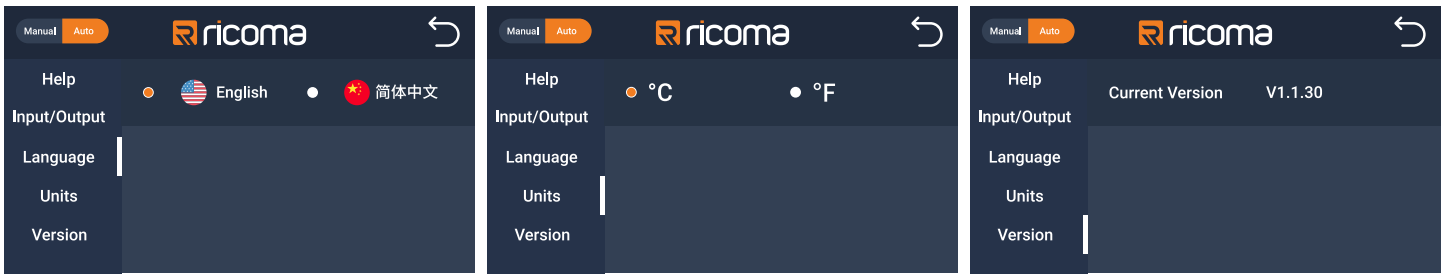 Manual Auto
ricoma
Help
Input/Output
Language
Units
Version
English
简体中文
Manual Auto
ricoma
Help
Input/Output
Language
Units
Version
°C
°F
Manual Auto
ricoma
Help
Input/Output
Language
Units
Version
Current Version V1.1.30